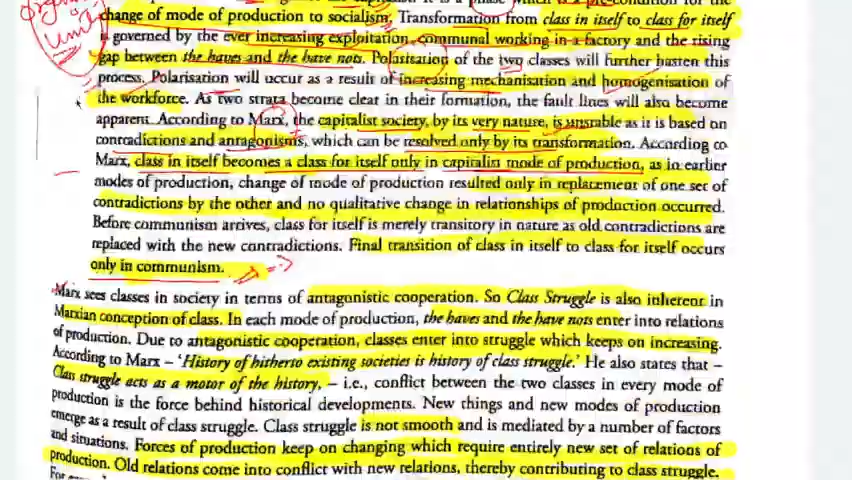 Organis
Unit
change of mode of production to socialism. Transformation from class in itself to class for itself
is governed by the ever increasing exploitation, communal working in a factory and the rising
gap between the haves and the have nots. Polarisation of the two classes will further hasten this
process. Polarisation will occur as a result of increasing mechanisation and homogenisation of
the workforce. As two strata become clear in their formation, the fault lines will also become
apparent. According to Marx, the capitalist society, by its very nature, is unstable as it is based on
contradictions and antagonisms, which can be resolved only by its transformation. According to
Marx, class in itself becomes a class for itself only in capitalist mode of production, as in earlier
modes of production, change of mode of production resulted only in replacement of one set of
contradictions by the other and no qualitative change in relationships of production occurred.
Before communism arrives, class for itself is merely transitory in nature as old contradictions are
replaced with the new contradictions. Final transition of class in itself to class for itself occurs
only in communism.
Marx sees classes in society in terms of antagonistic cooperation. So Class Struggle is also inherent in
Marxian conception of class. In each mode of production, the haves and the have nots enter into relations
of production. Due to antagonistic cooperation, classes enter into struggle which keeps on increasing.
According to Marx – 'History of hitherto existing societies is history of class struggle.' He also states that –
Class struggle acts as a motor of the history, – i.e., conflict between the two classes in every mode of
production is the force behind historical developments. New things and new modes of production
emerge as a result of class struggle. Class struggle is not smooth and is mediated by a number of factors
and situations. Forces of production keep on changing which require entirely new set of relations of
production. Old relations come into conflict with new relations, thereby contributing to class struggle.